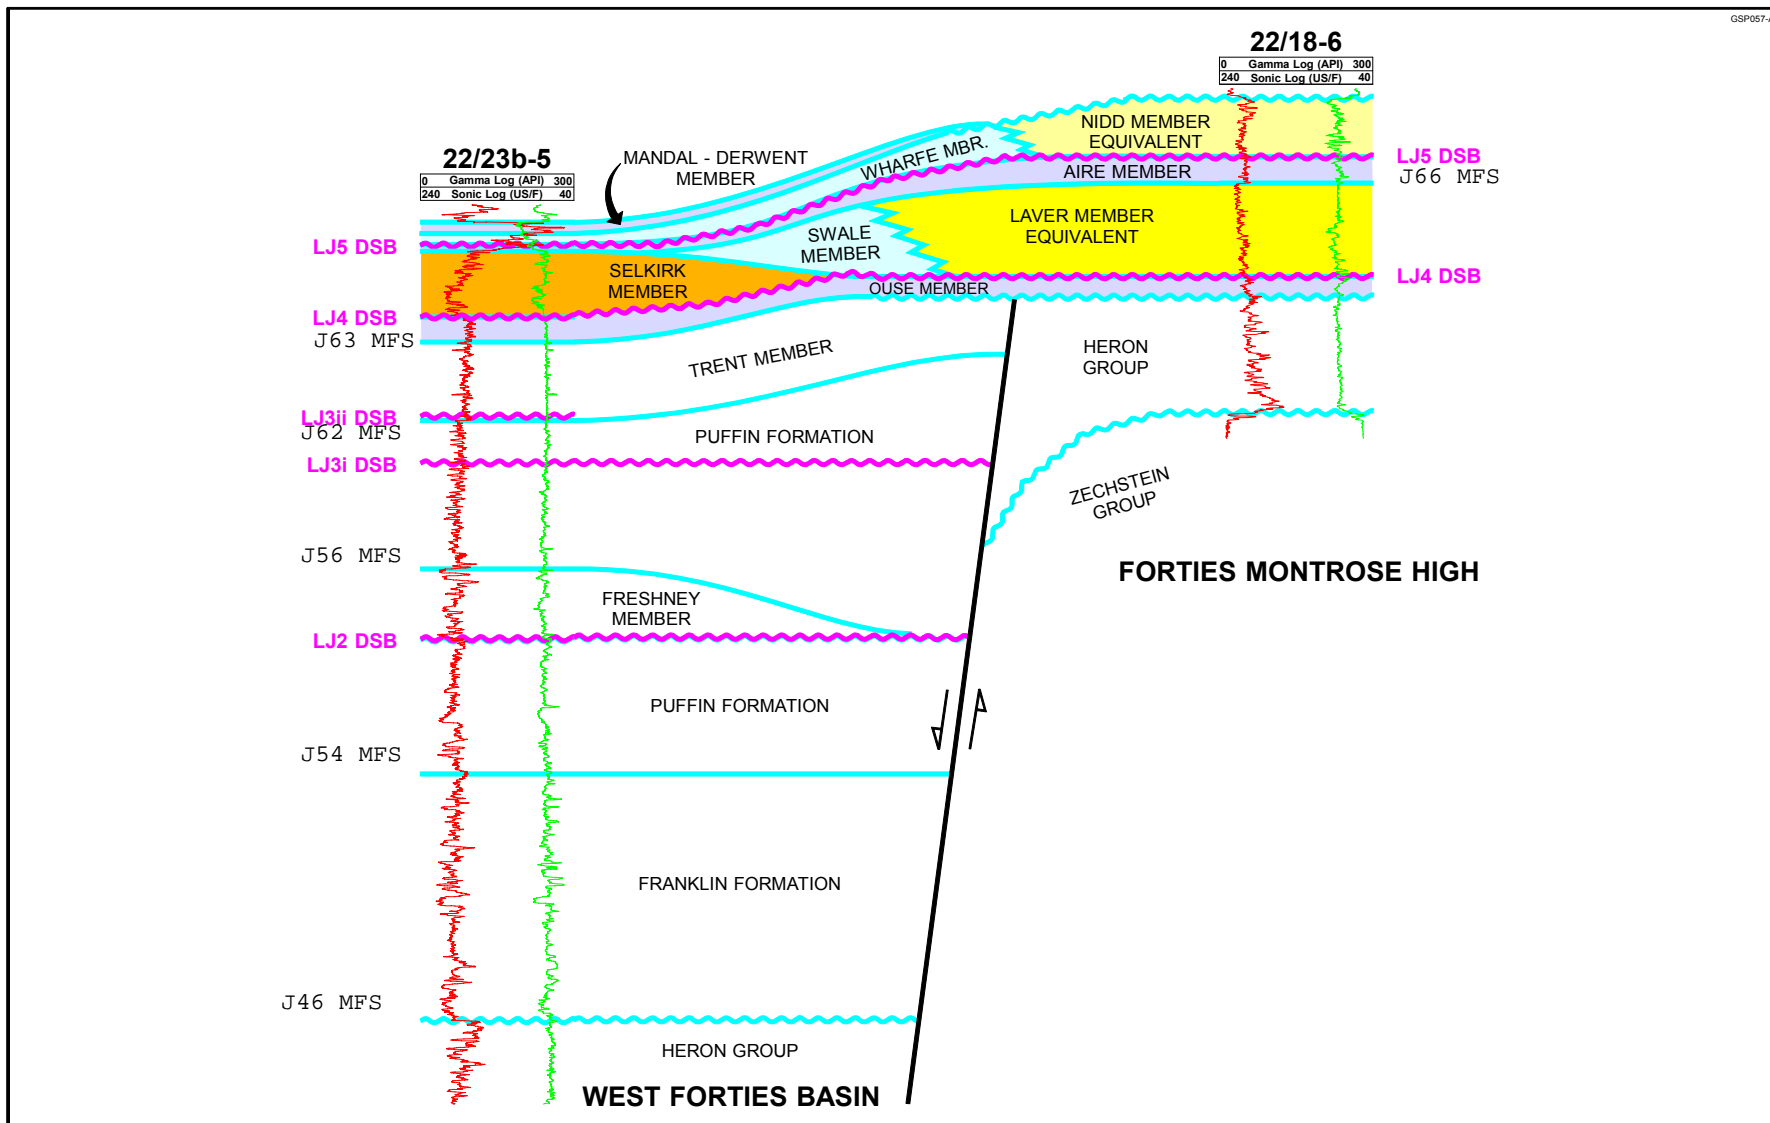 GSP057-
22/18-6
0 Gamma Log (API) 300
240 Sonic Log (US/F) 40
22/23b-5
0 Gamma Log (API) 300
240 Sonic Log (US/F) 40
MANDAL - DERWENT
MEMBER
WHARFE MBR.
NIDD MEMBER
EQUIVALENT
AIRE MEMBER
LJ5 DSB
J66 MFS
LJ5 DSB
SWALE
MEMBER
LAVER MEMBER
EQUIVALENT
SELKIRK
MEMBER
OUSE MEMBER
LJ4 DSB
LJ4 DSB
J63 MFS
TRENT MEMBER
HERON
GROUP
LJ3ii DSB
J62 MFS
PUFFIN FORMATION
LJ3i DSB
ZECHSTEIN
GROUP
J56 MFS
FORTIES MONTROSE HIGH
FRESHNEY
MEMBER
LJ2 DSB
PUFFIN FORMATION
J54 MFS
FRANKLIN FORMATION
J46 MFS
HERON GROUP
WEST FORTIES BASIN